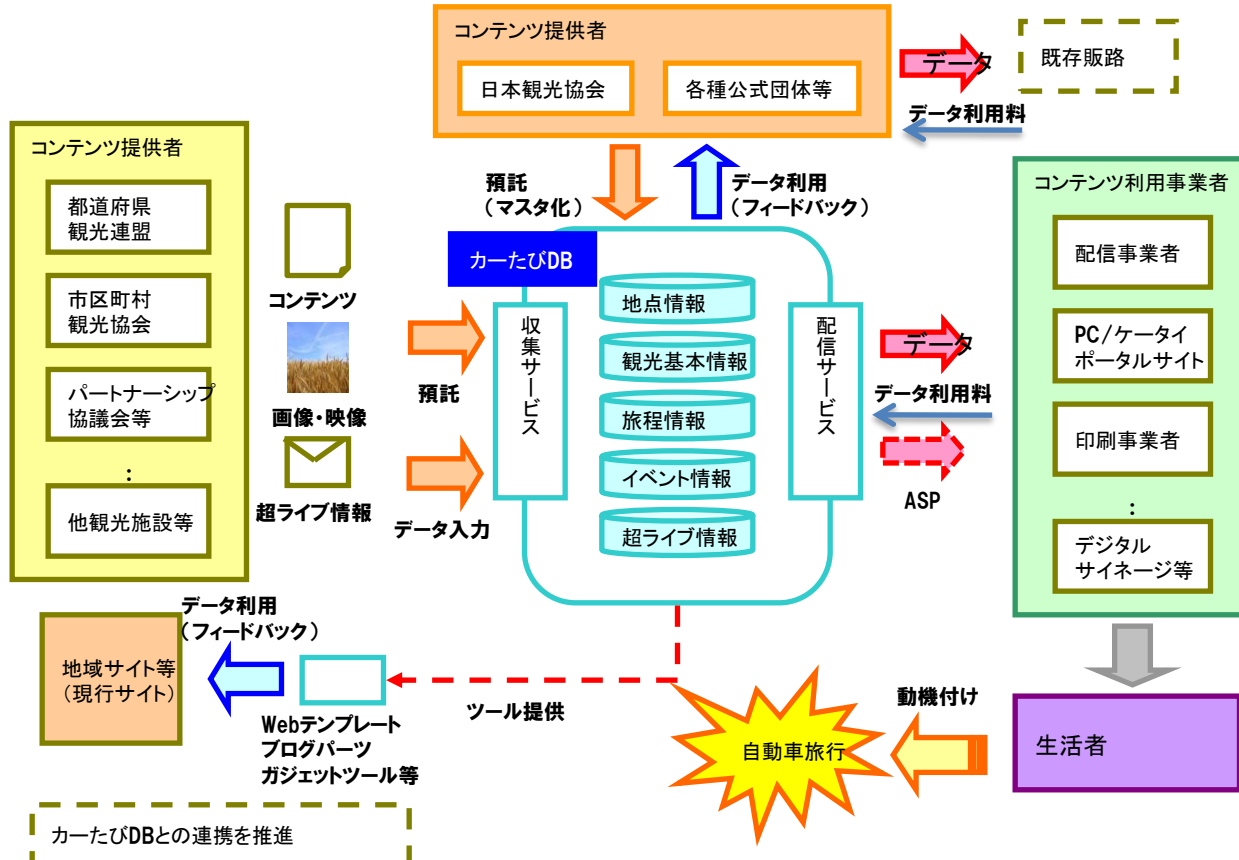 コンテンツ提供者
日本観光協会
各種公式団体等
データ
既存販路
データ利用料
コンテンツ提供者
都道府県
観光連盟
市区町村
観光協会
パートナーシップ
協議会等
:
他観光施設等
コンテンツ
画像・映像
超ライブ情報
預託
(マスタ化)
データ利用
(フィードバック)
預託
データ入力
カーたびDB
収集サービス
地点情報
観光基本情報
旅程情報
イベント情報
超ライブ情報
配信サービス
データ
データ利用料
ASP
コンテンツ利用事業者
配信事業者
PC/ケータイ
ポータルサイト
印刷事業者
:
デジタル
サイネージ等
データ利用
(フィードバック)
地域サイト等
(現行サイト)
Webテンプレート
ブログパーツ
ガジェットツール等
ツール提供
自動車旅行
動機付け
生活者
カーたびDBとの連携を推進